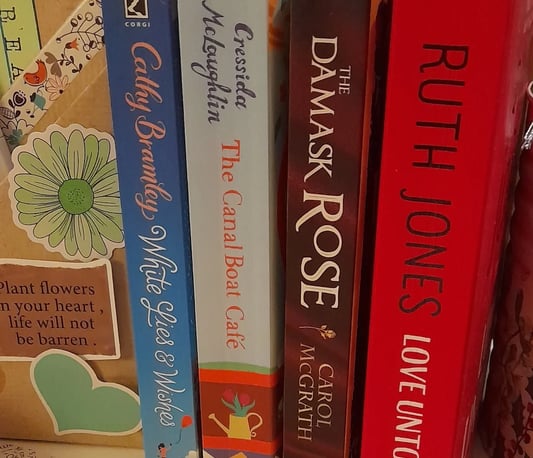 REA
Plant flowers
in your heart ,
life will not
be barren .
CORGI
Cathy Bramley
White Lies & Wishes
Cressida
McLaughlin
The Canal Boat Café
THE
DAMASK ROSE
CAROL
McGRATH
RUTH JONES
LOVE UNTO